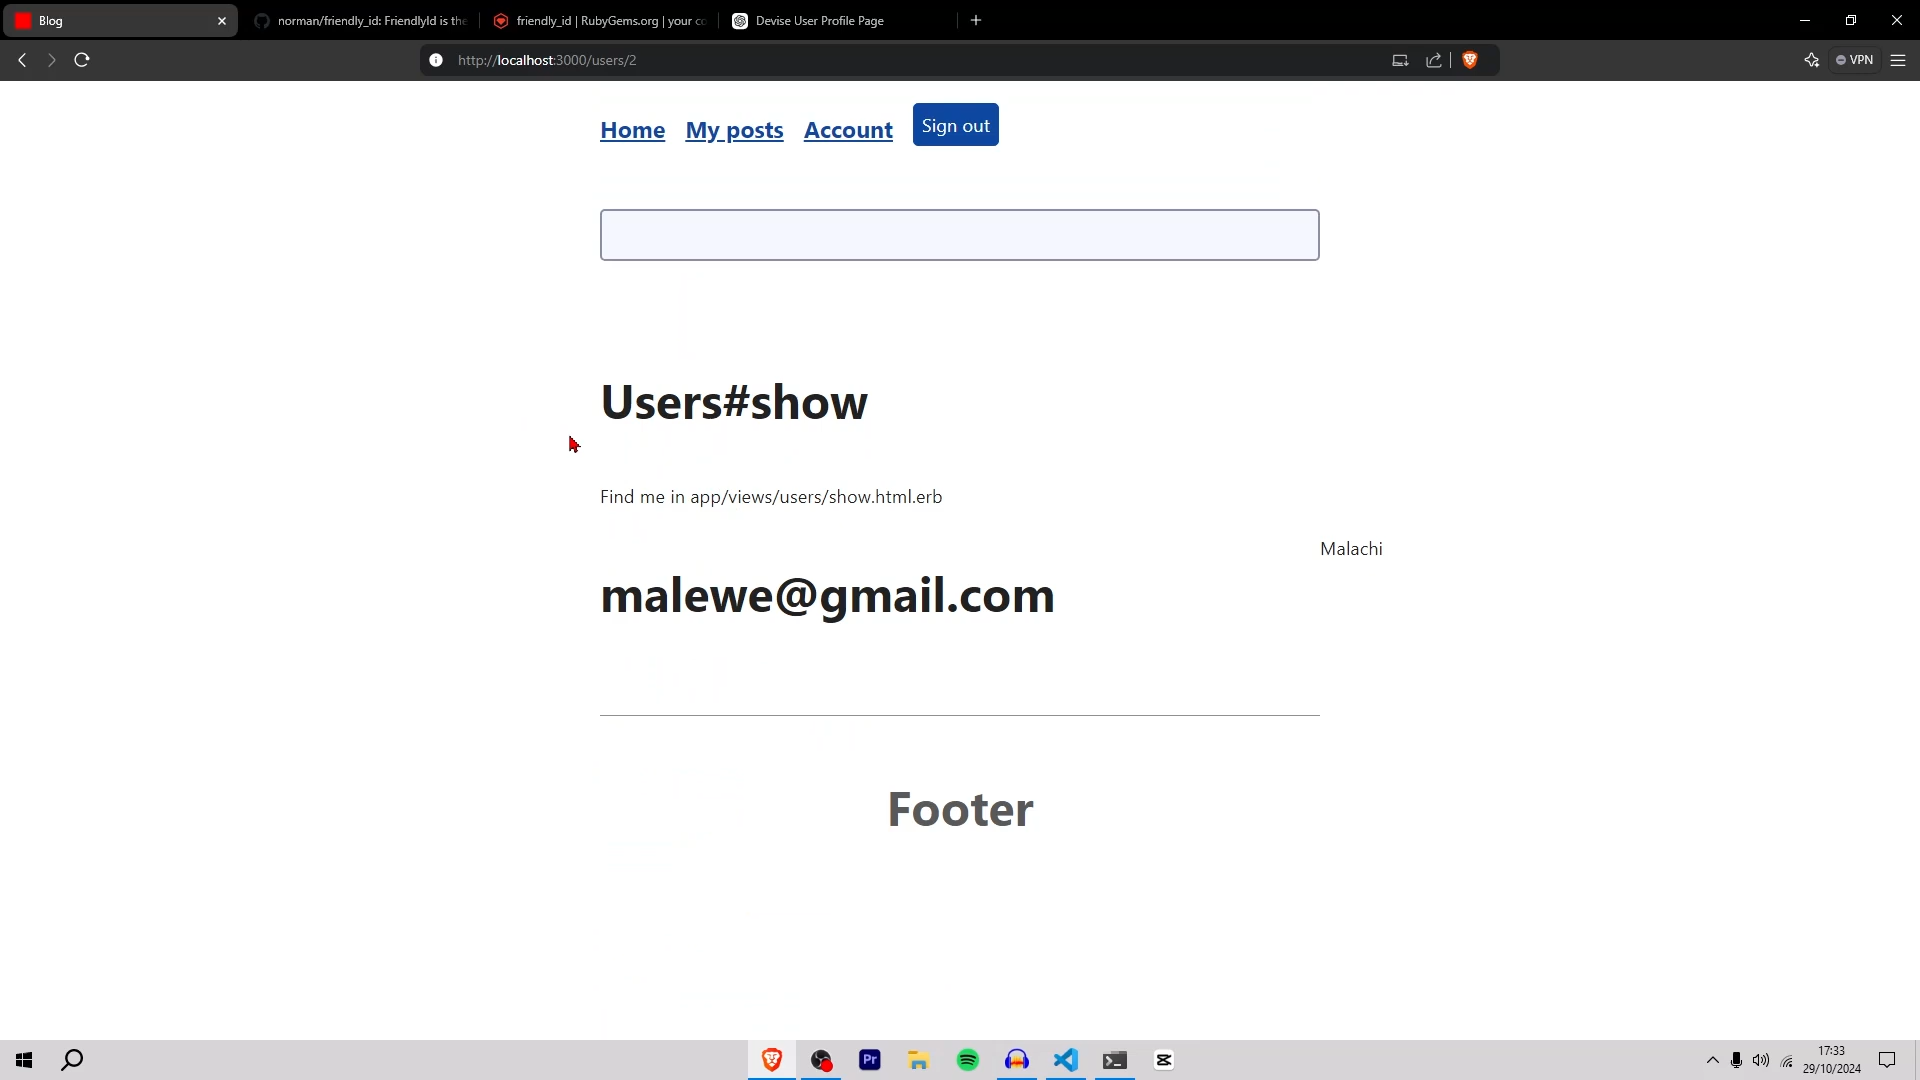 Blog
norman/friendly_id: FriendlyId is the
friendly_id | RubyGems.org | your co
Devise User Profile Page
http://localhost:3000/users/2
VPN
Home My posts Account Sign out
Users#show
Find me in app/views/users/show.html.erb
Malachi
malewe@gmail.com
Footer
Pr
17:33
29/10/2024